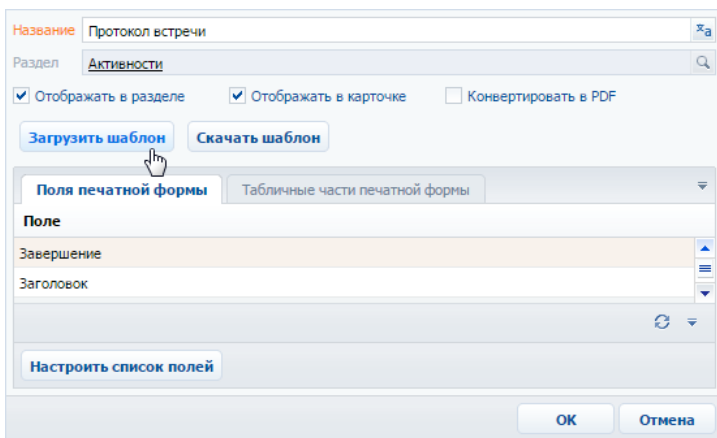 Название Протокол встречи
Раздел Активности
Отображать в разделе Отображать в карточке Конвертировать в PDF
Загрузить шаблон Скачать шаблон
Поля печатной формы Табличные части печатной формы
Поле
Завершение
Заголовок
Настроить список полей
ОК Отмена